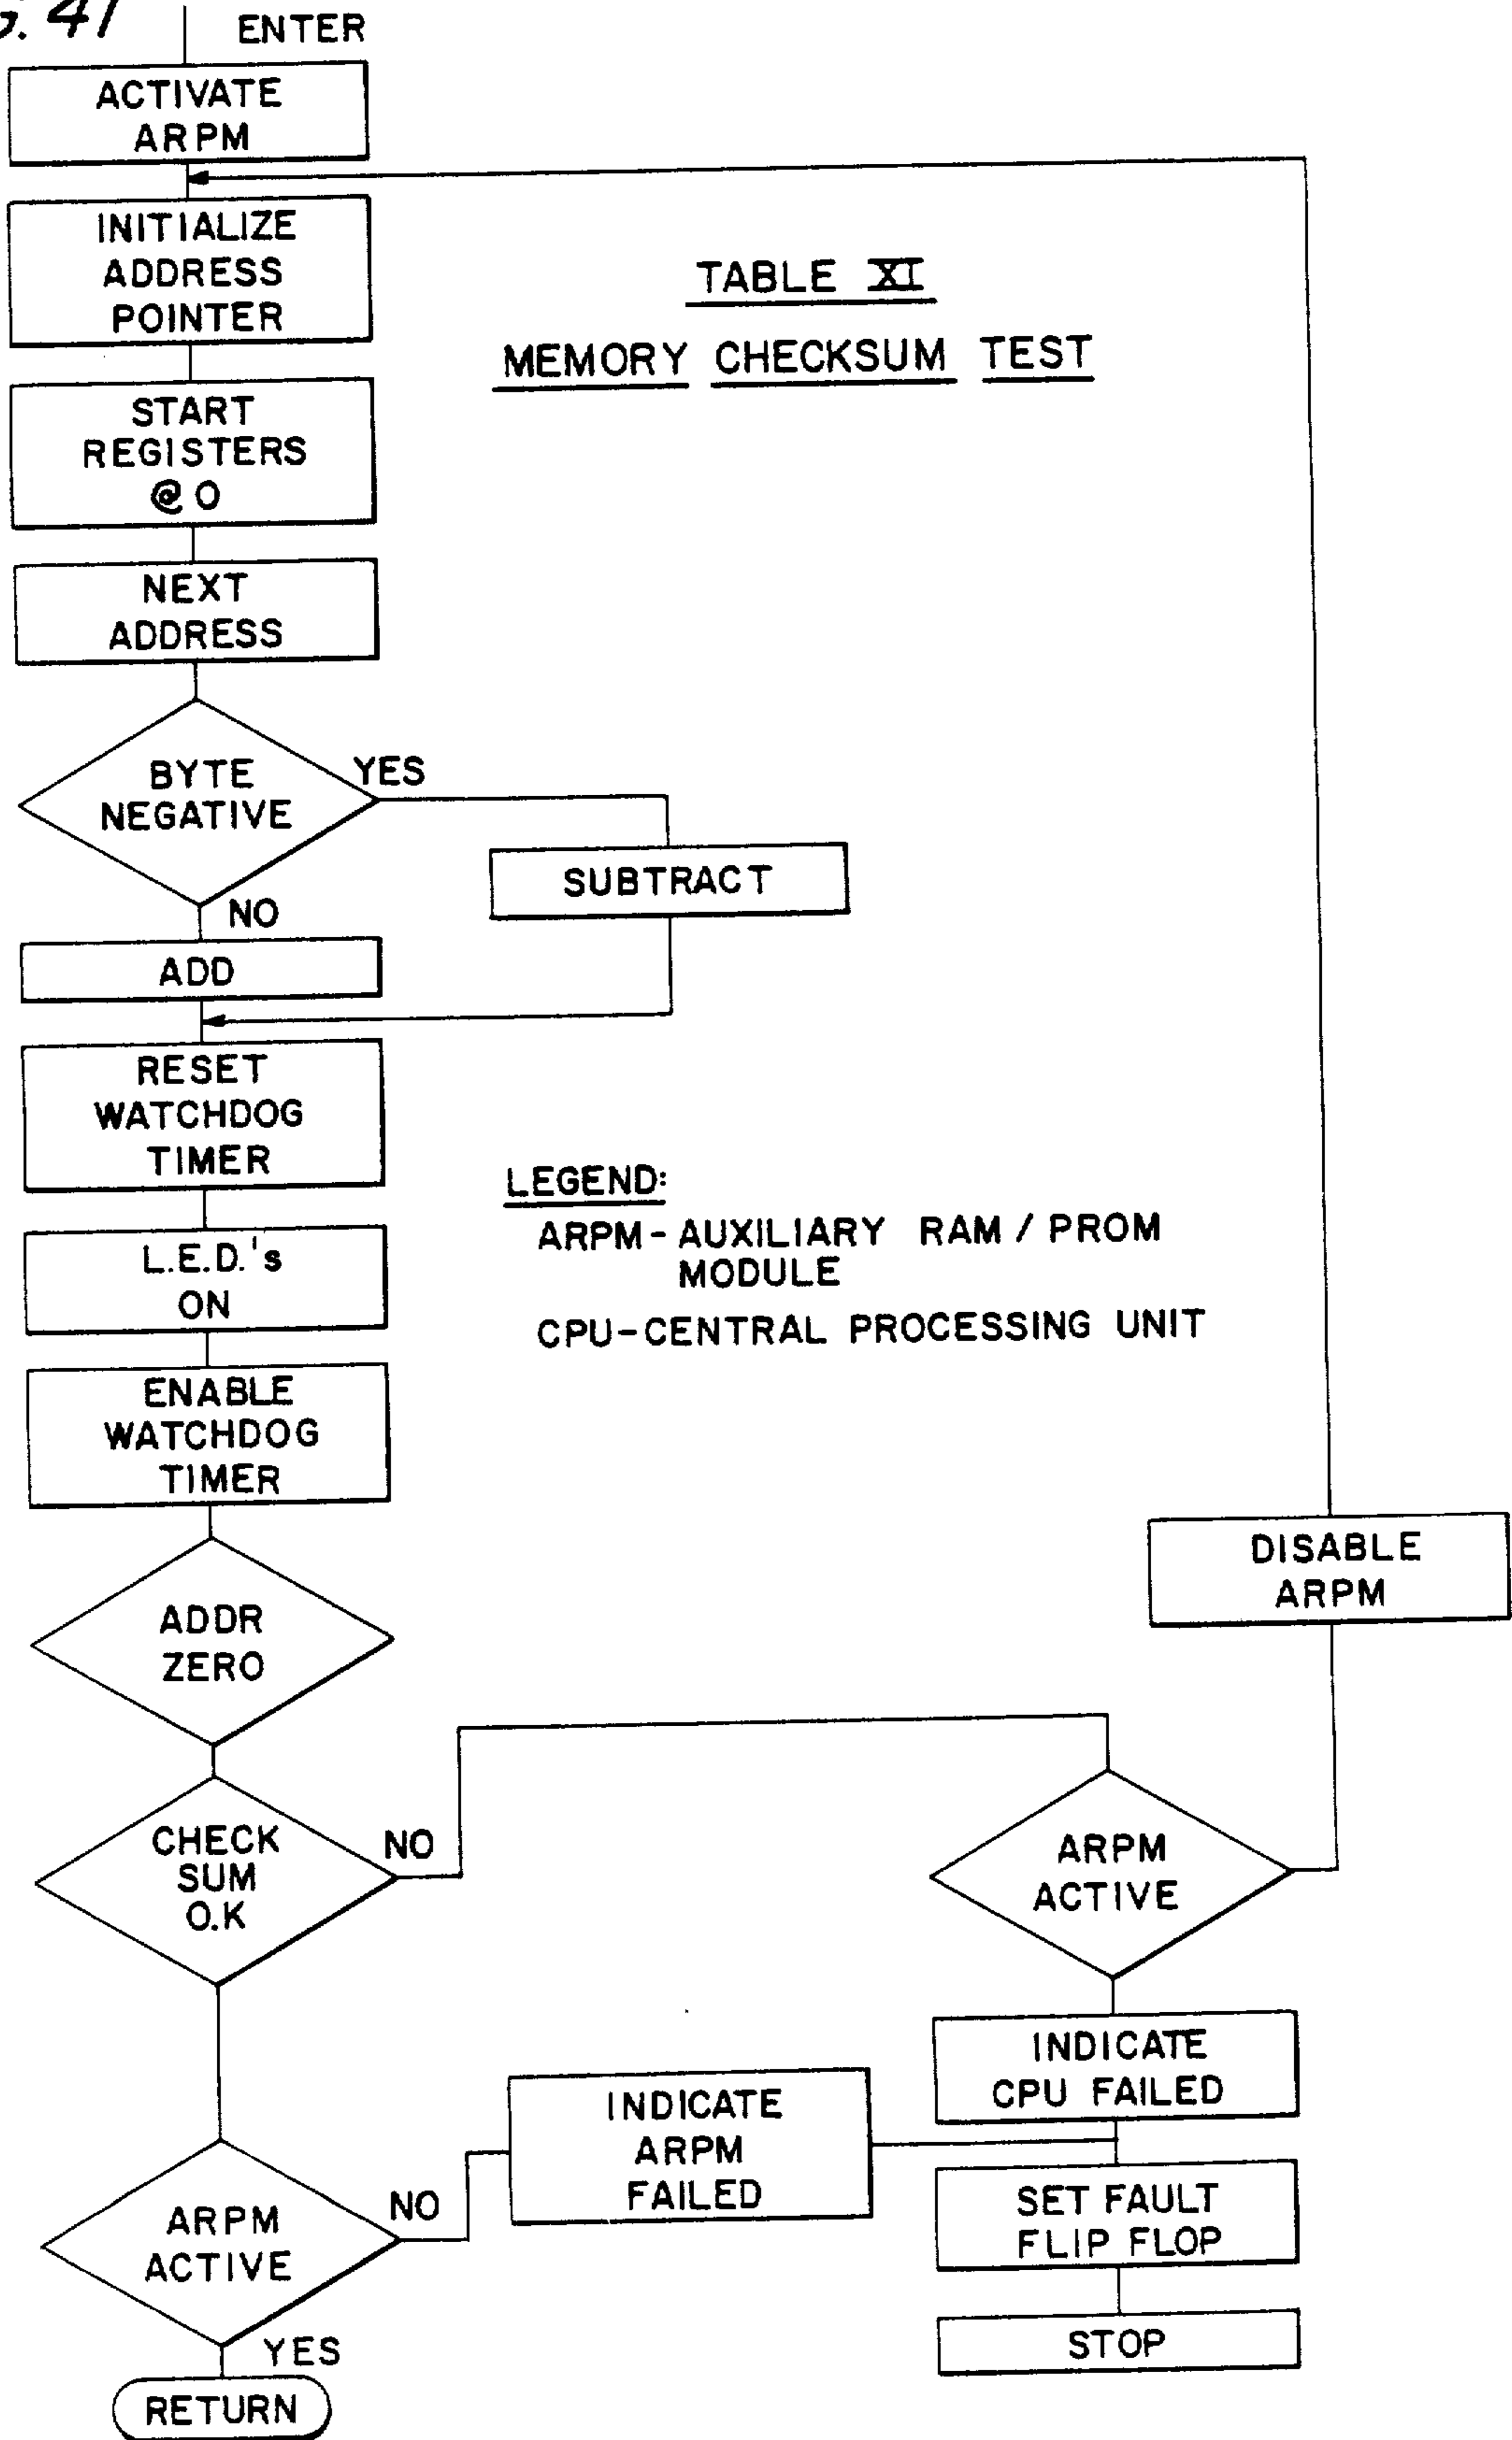 G. 41
ENTER
ACTIVATE
ARPM
INITIALIZE
ADDRESS
POINTER
TABLE XI
MEMORY CHECKSUM TEST
START
REGISTERS
@ 0
NEXT
ADDRESS
BYTE
NEGATIVE
YES
SUBTRACT
NO
ADD
RESET
WATCHDOG
TIMER
LEGEND:
ARPM - AUXILIARY RAM / PROM
MODULE
CPU - CENTRAL PROCESSING UNIT
L.E.D.'s
ON
ENABLE
WATCHDOG
TIMER
DISABLE
ARPM
ADDR
ZERO
CHECK
SUM
O.K
NO
ARPM
ACTIVE
INDICATE
CPU FAILED
INDICATE
ARPM
FAILED
SET FAULT
FLIP FLOP
ARPM
ACTIVE
NO
STOP
YES
RETURN